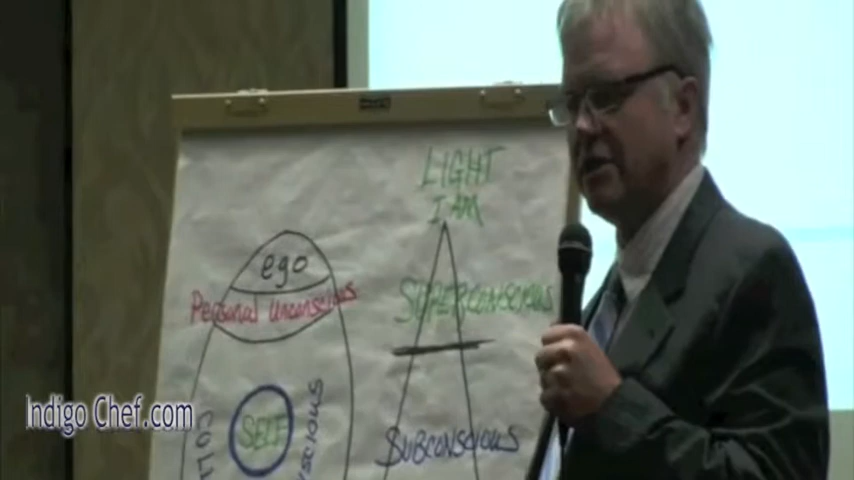 LIGHT
I AM
ego
Personal Unconscious
SUPERCONSCIOUS
SELF
SUBCONSCIOUS
Indigo Chef.com